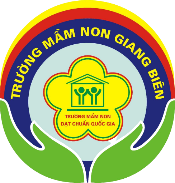 TRƯỜNG MẦM NON GIANG BIÊN
TRƯỜNG MẦM NON
ĐẠT CHUẨN QUỐC GIA